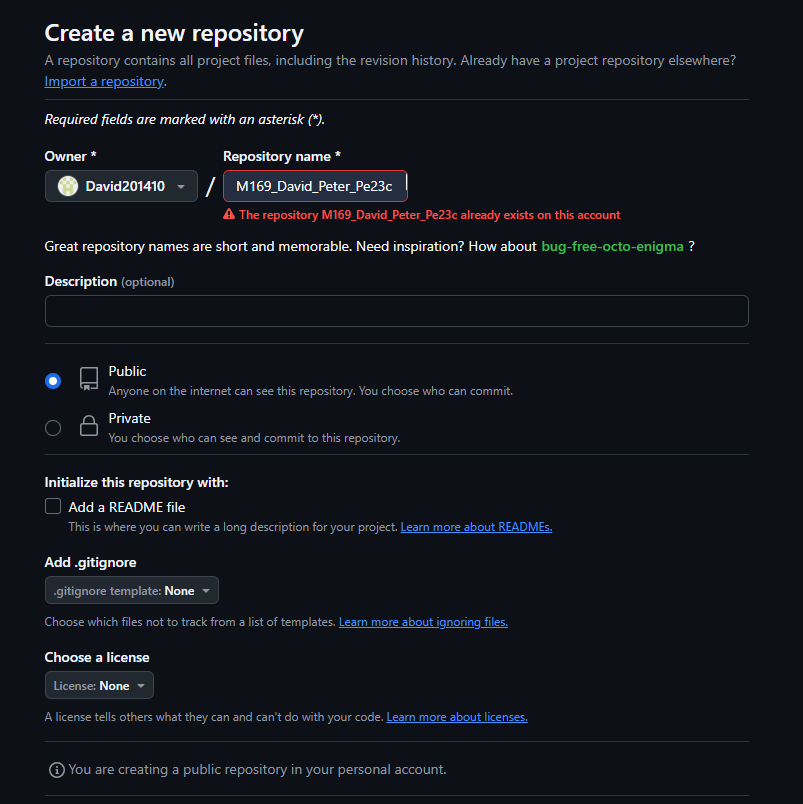 Create a new repository
A repository contains all project files, including the revision history. Already have a project repository elsewhere?
Import a repository.
Required fields are marked with an asterisk (*).
Owner *
Repository name *
David201410
/
M169_David_Peter_Pe23c
The repository M169_David_Peter_Pe23c already exists on this account
Great repository names are short and memorable. Need inspiration? How about bug-free-octo-enigma ?
Description (optional)
Public
Anyone on the internet can see this repository. You choose who can commit.
Private
You choose who can see and commit to this repository.
Initialize this repository with:
Add a README file
This is where you can write a long description for your project. Learn more about READMEs.
Add .gitignore
.gitignore template: None
Choose which files not to track from a list of templates. Learn more about ignoring files.
Choose a license
License: None
A license tells others what they can and can't do with your code. Learn more about licenses.
You are creating a public repository in your personal account.